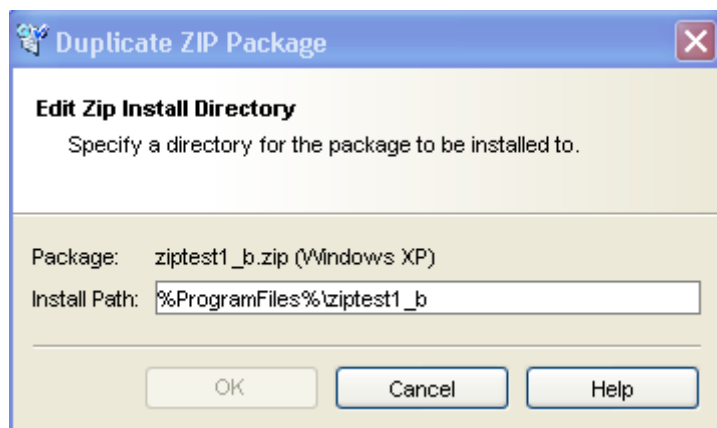 Duplicate ZIP Package
Edit Zip Install Directory
Specify a directory for the package to be installed to.
Package: ziptest1_b.zip (Windows XP)
Install Path: %ProgramFiles%\ziptest1_b
OK Cancel Help